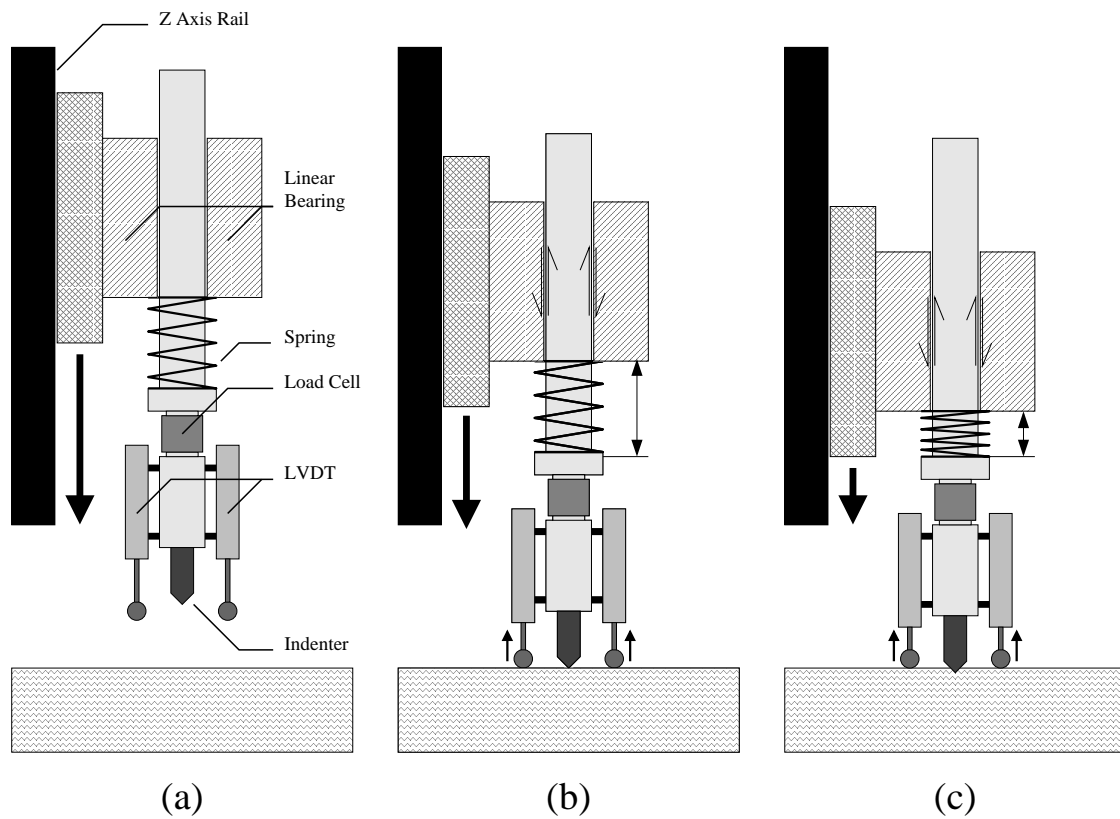 Z Axis Rail
Linear
Bearing
Spring
Load Cell
LVDT
Indenter
(a)
(b)
(c)